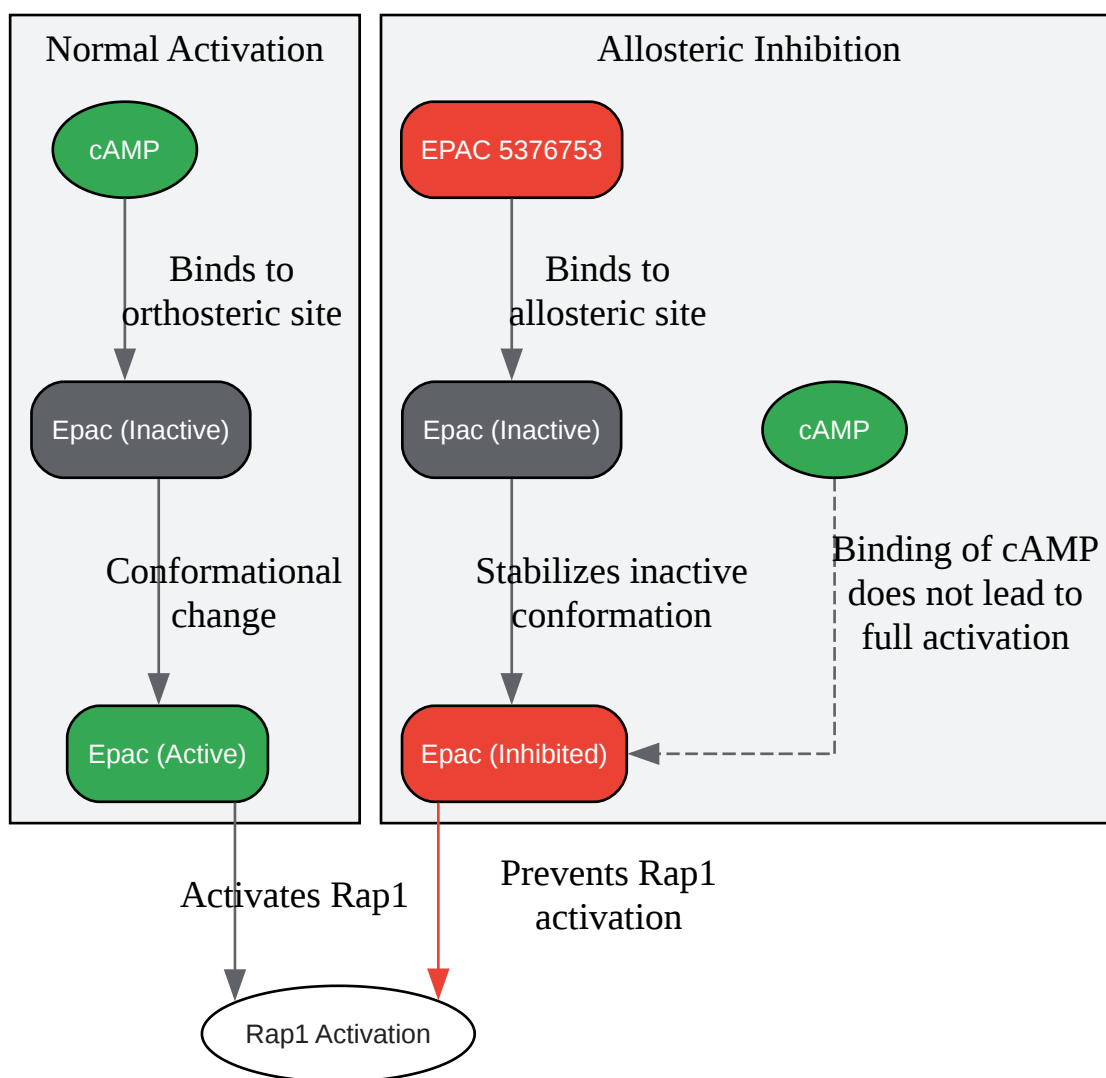 Normal Activation
cAMP
Binds to
orthosteric site
Epac (Inactive)
Conformational
change
Epac (Active)
Activates Rap1
Allosteric Inhibition
EPAC 5376753
Binds to
allosteric site
Epac (Inactive)
cAMP
Stabilizes inactive
conformation
Binding of cAMP
does not lead to
full activation
Epac (Inhibited)
Prevents Rap1
activation
Rap1 Activation